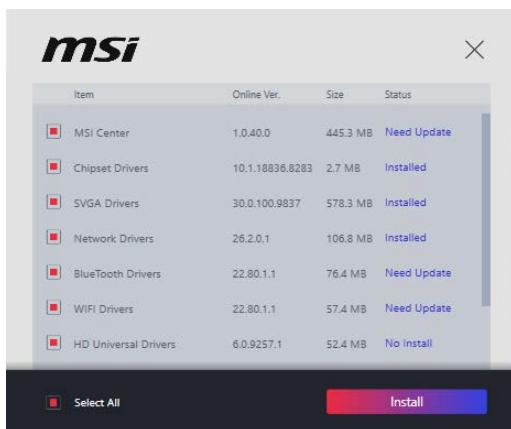 msi
Item Online Ver. Size Status
MSI Center 1.0.40.0 445.3 MB Need Update
Chipset Drivers 10.1.18836.8283 2.7 MB Installed
SVGA Drivers 30.0.100.9837 578.3 MB Installed
Network Drivers 26.2.0.1 106.8 MB Installed
BlueTooth Drivers 22.80.1.1 76.4 MB Need Update
WIFI Drivers 22.80.1.1 57.4 MB Need Update
HD Universal Drivers 6.0.9257.1 52.4 MB No Install
Select All Install